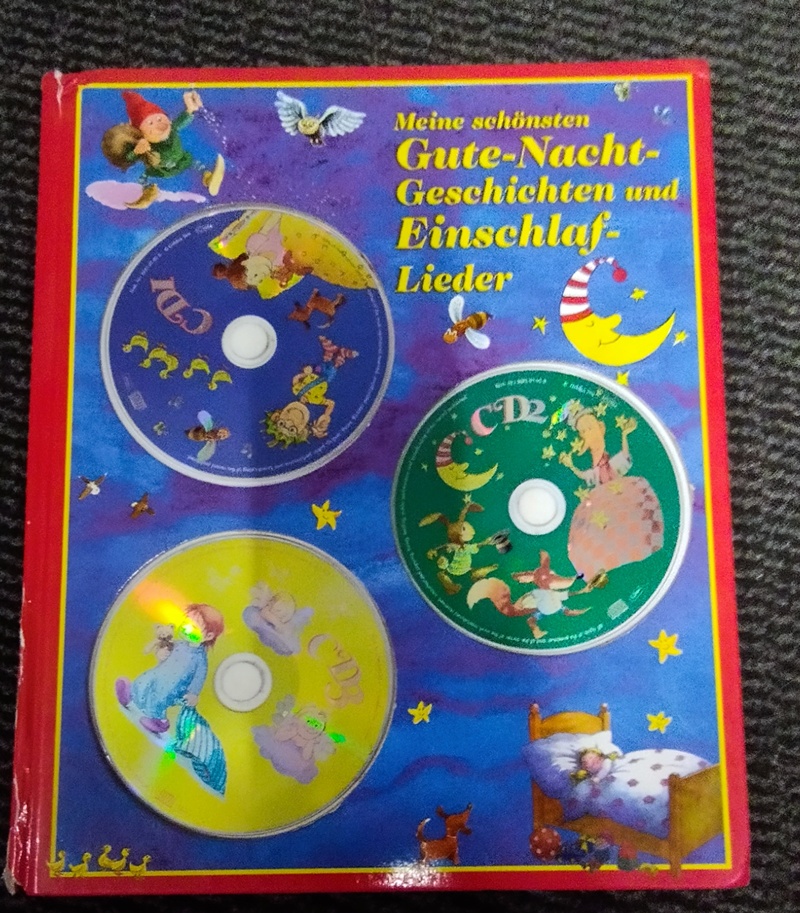 Meine schönsten
Gute-Nacht-
Geschichten und
Einschlaf-
Lieder
CD1
CD2
CD3